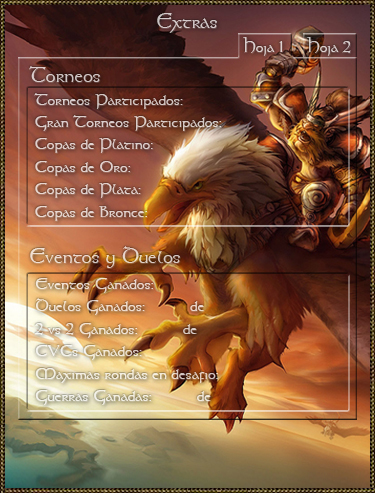 Extras
Hoja 1 Hoja 2
Torneos
Torneos Participados:
Gran Torneos Participados:
Copas de Platino:
Copas de Oro:
Copas de Plata:
Copas de Bronce:
Eventos y Duelos
Eventos Ganados:
Duelos Ganados: de
2 vs 2 Ganados: de
CVCs Ganados:
Maximas rondas en desafio:
Guerras Ganadas: de